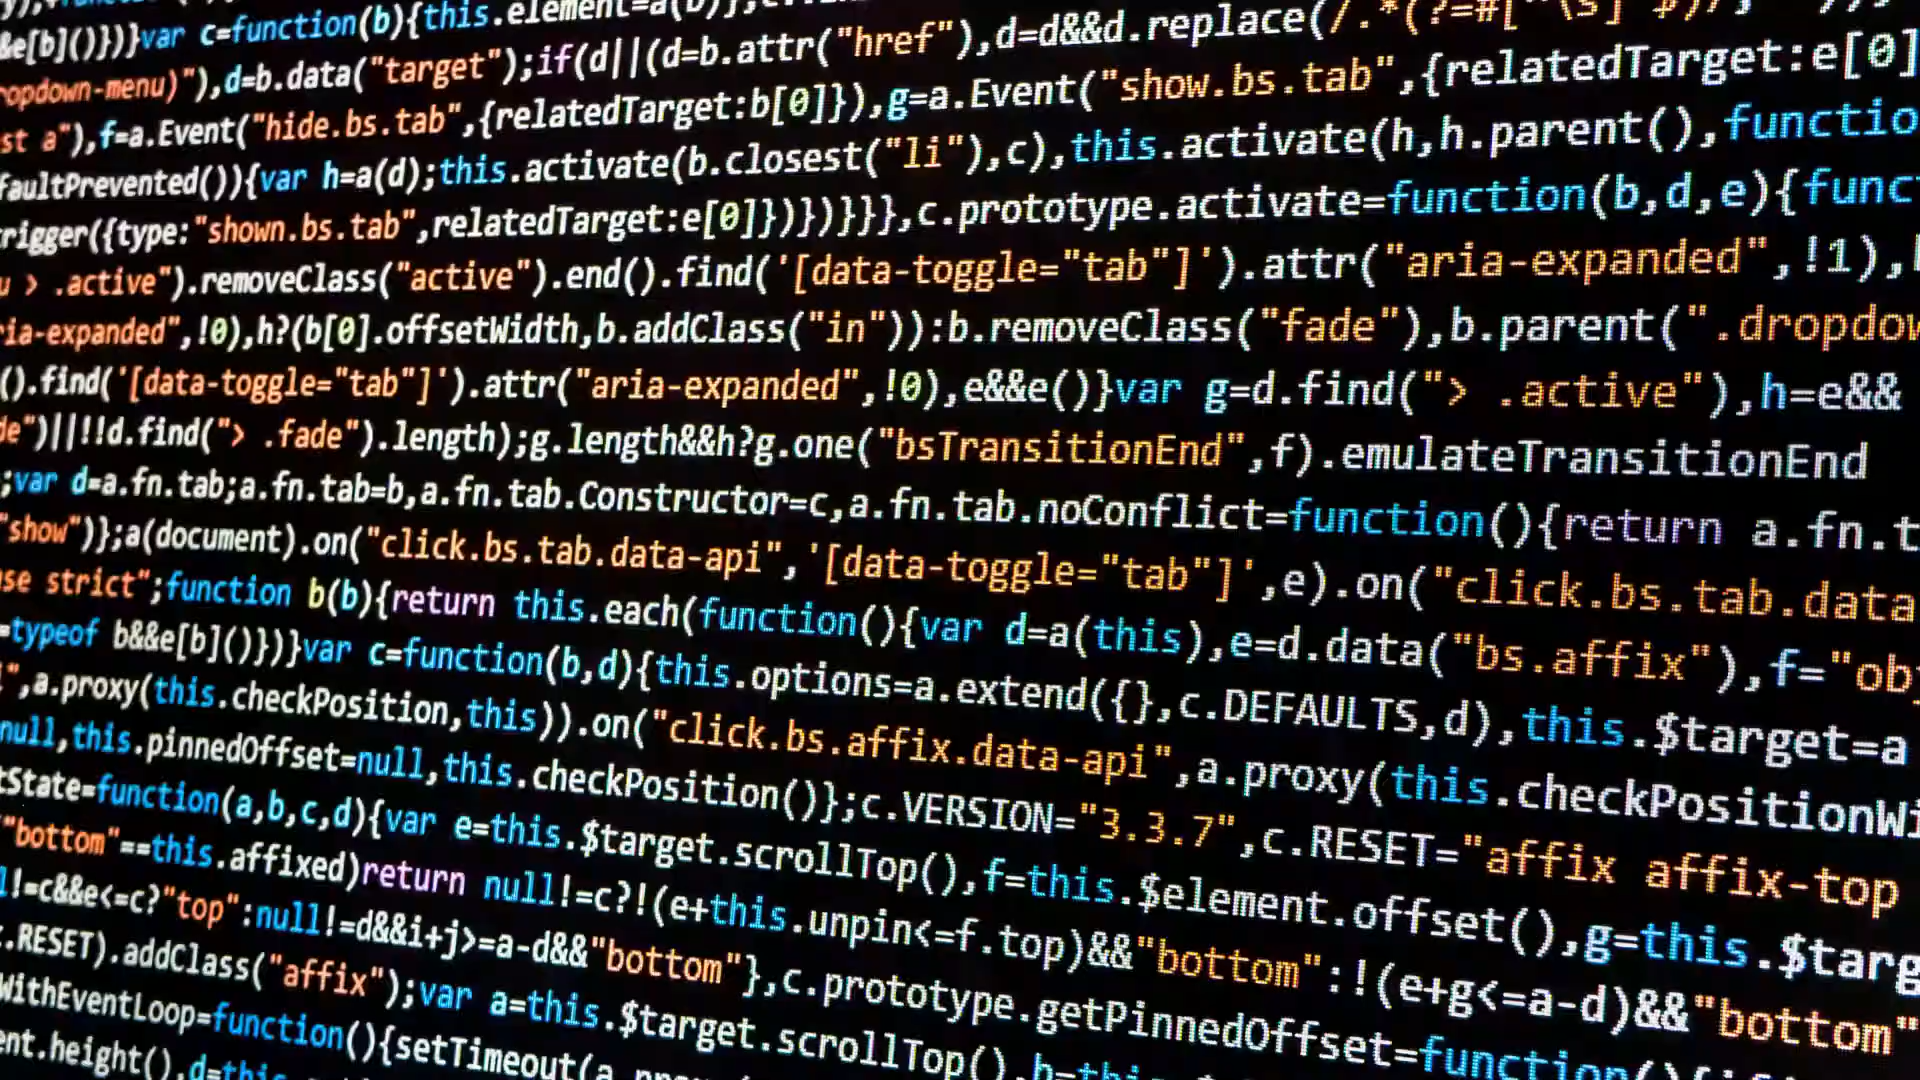 &e[b]()})}var c=function(b){this.element=a(b)
opdown-menu)"),d=b.data("target");if(d||(d=b.attr("href"),d=d&&d.replace(/.*(?=#[^\s]*$)/,
st a"),f=a.Event("hide.bs.tab",{relatedTarget:b[0]}),g=a.Event("show.bs.tab",{relatedTarget:e[0]
faultPrevented()){var h=a(d);this.activate(b.closest("li"),c),this.activate(h,h.parent(),functio
rigger({type:"shown.bs.tab",relatedTarget:e[0]})})}}},c.prototype.activate=function(b,d,e){func
u > .active").removeClass("active").end().find('[data-toggle="tab"]').attr("aria-expanded",!1),
ia-expanded",!0),h?(b[0].offsetWidth,b.addClass("in")):b.removeClass("fade"),b.parent(".dropdow
().find('[data-toggle="tab"]').attr("aria-expanded",!0),e&&e()}var g=d.find("> .active"),h=e&&
de")||!!d.find("> .fade").length);g.length&&h?g.one("bsTransitionEnd",f).emulateTransitionEnd
;var d=a.fn.tab;a.fn.tab=b,a.fn.tab.Constructor=c,a.fn.tab.noConflict=function(){return a.fn.t
"show")};a(document).on("click.bs.tab.data-api",'[data-toggle="tab"]',e).on("click.bs.tab.data
se strict";function b(b){return this.each(function(){var d=a(this),e=d.data("bs.affix"),f="ob
=typeof b&&e[b]()})}var c=function(b,d){this.options=a.extend({},c.DEFAULTS,d),this.$target=a
",a.proxy(this.checkPosition,this)).on("click.bs.affix.data-api",a.proxy(this.checkPositionWi
null,this.pinnedOffset=null,this.checkPosition()};c.VERSION="3.3.7",c.RESET="affix affix-top
tState=function(a,b,c,d){var e=this.$target.scrollTop(),f=this.$element.offset(),g=this.$targ
"bottom"==this.affixed)return null!=c?!(e+this.unpin<=f.top)&&"bottom":!(e+g<=a-d)&&"bottom"
l!=c&&e<=c?"top":null!=d&&i+j>=a-d&&"bottom"},c.prototype.getPinnedOffset=function(){if
.RESET).addClass("affix");var a=this.$target.scrollTop(),b=this.$
WithEventLoop=function(){setTimeout(a.proxy(
ent.height(),d=this